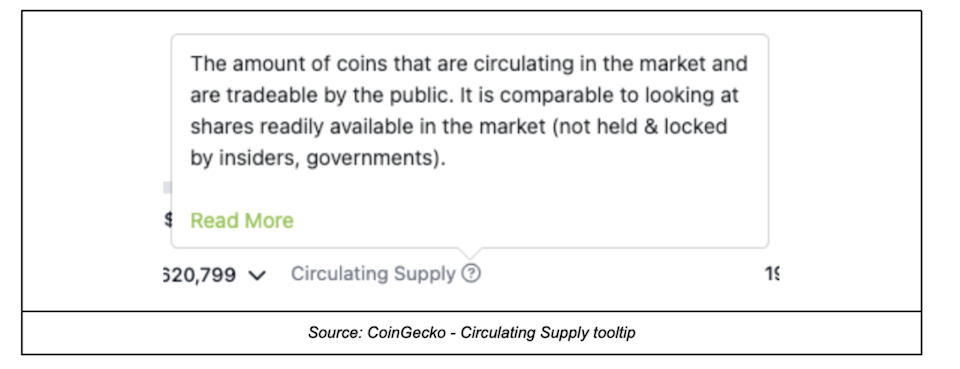 The amount of coins that are circulating in the market and
are tradeable by the public. It is comparable to looking at
shares readily available in the market (not held & locked
by insiders, governments).
$ Read More
20,799 Circulating Supply ?
Source: CoinGecko - Circulating Supply tooltip